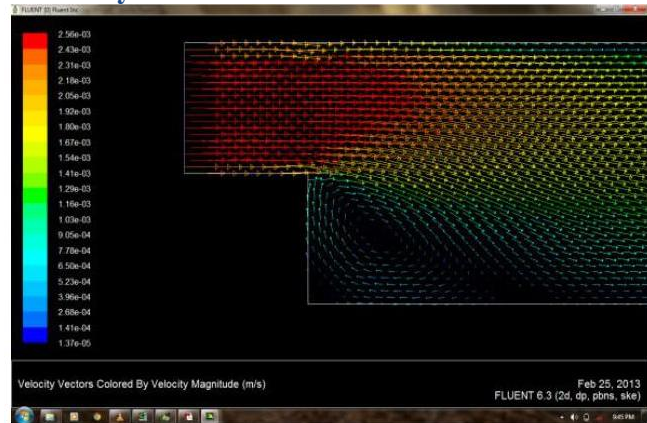 FLUENT [0] Fluent Inc
2.56e-03
2.43e-03
2.31e-03
2.18e-03
2.05e-03
1.92e-03
1.80e-03
1.67e-03
1.54e-03
1.41e-03
1.29e-03
1.16e-03
1.03e-03
9.05e-04
7.78e-04
6.50e-04
5.23e-04
3.96e-04
2.68e-04
1.41e-04
1.37e-05
Velocity Vectors Colored By Velocity Magnitude (m/s)
Feb 25, 2013
FLUENT 6.3 (2d, dp, pbns, ske)
9:45 PM